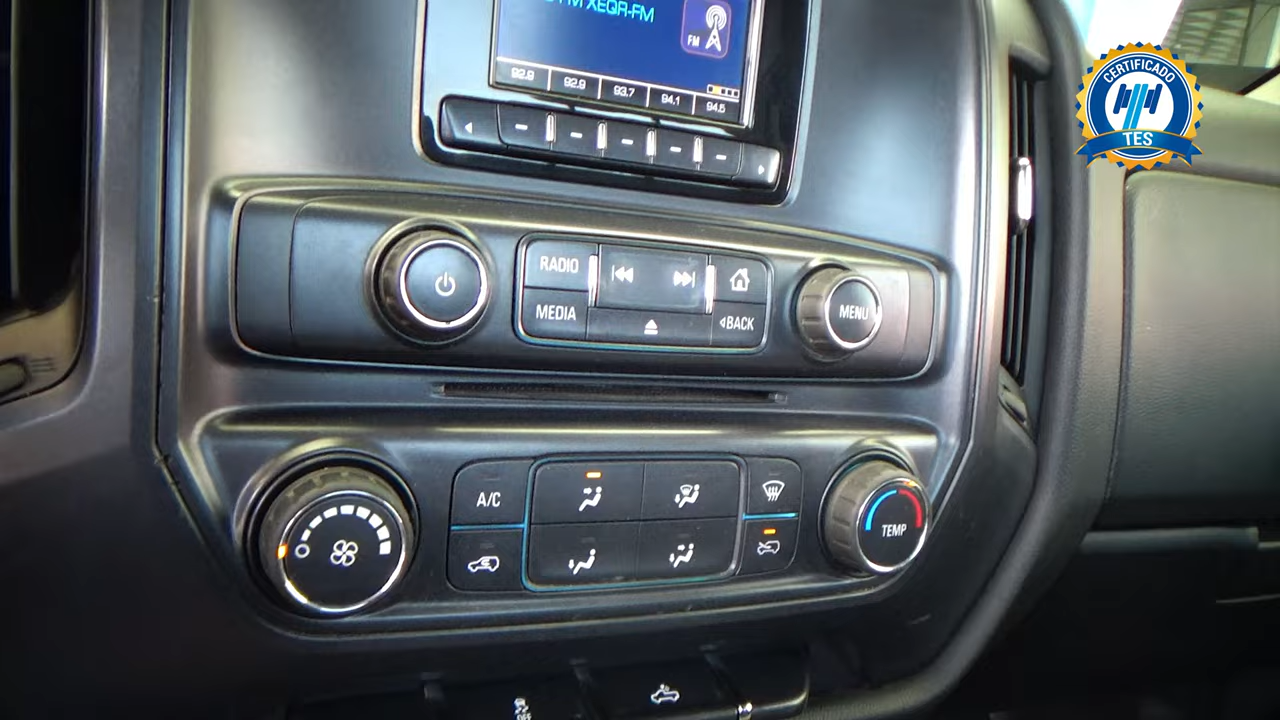 FM XEQR-FM
FM
92.9 92.9 93.7 94.1 94.5
CERTIFICADO
TES
RADIO
MEDIA
BACK
MENU
A/C
TEMP